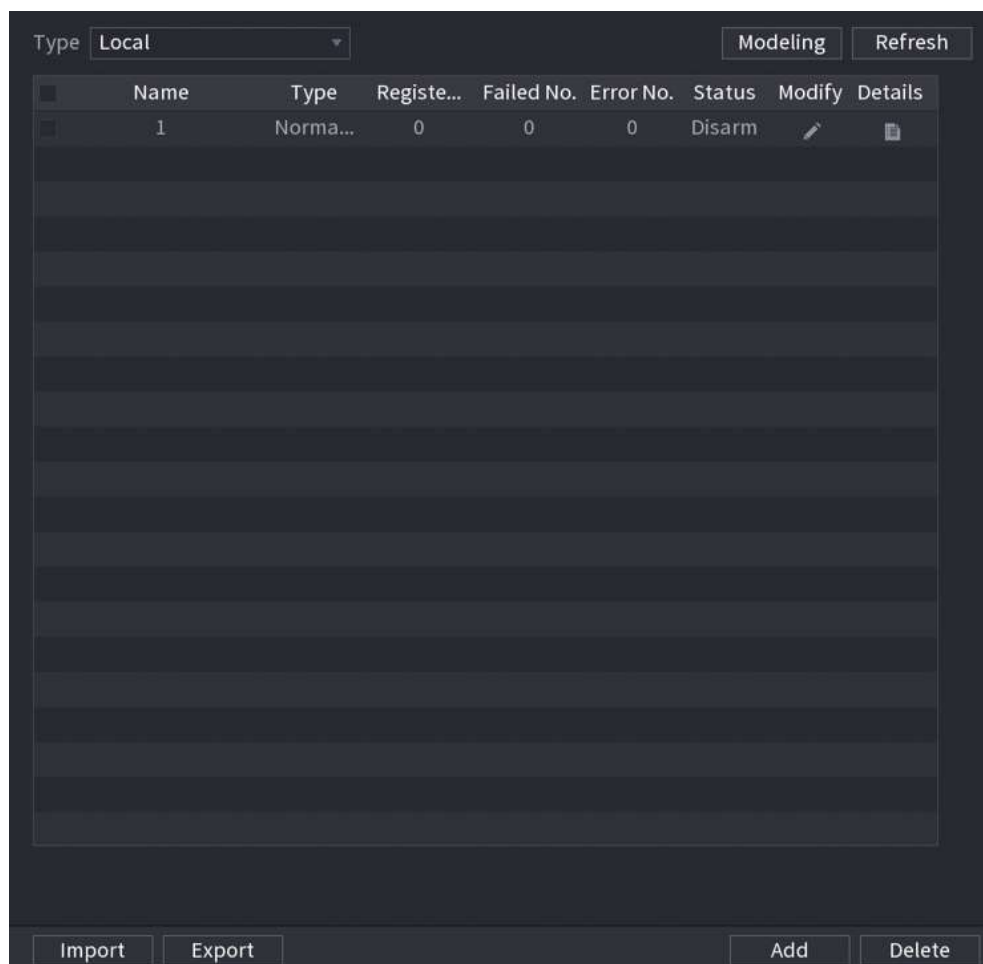 Type Local Modeling Refresh
Name Type Registe... Failed No. Error No. Status Modify Details
1 Norma... 0 0 0 Disarm
Import Export Add Delete